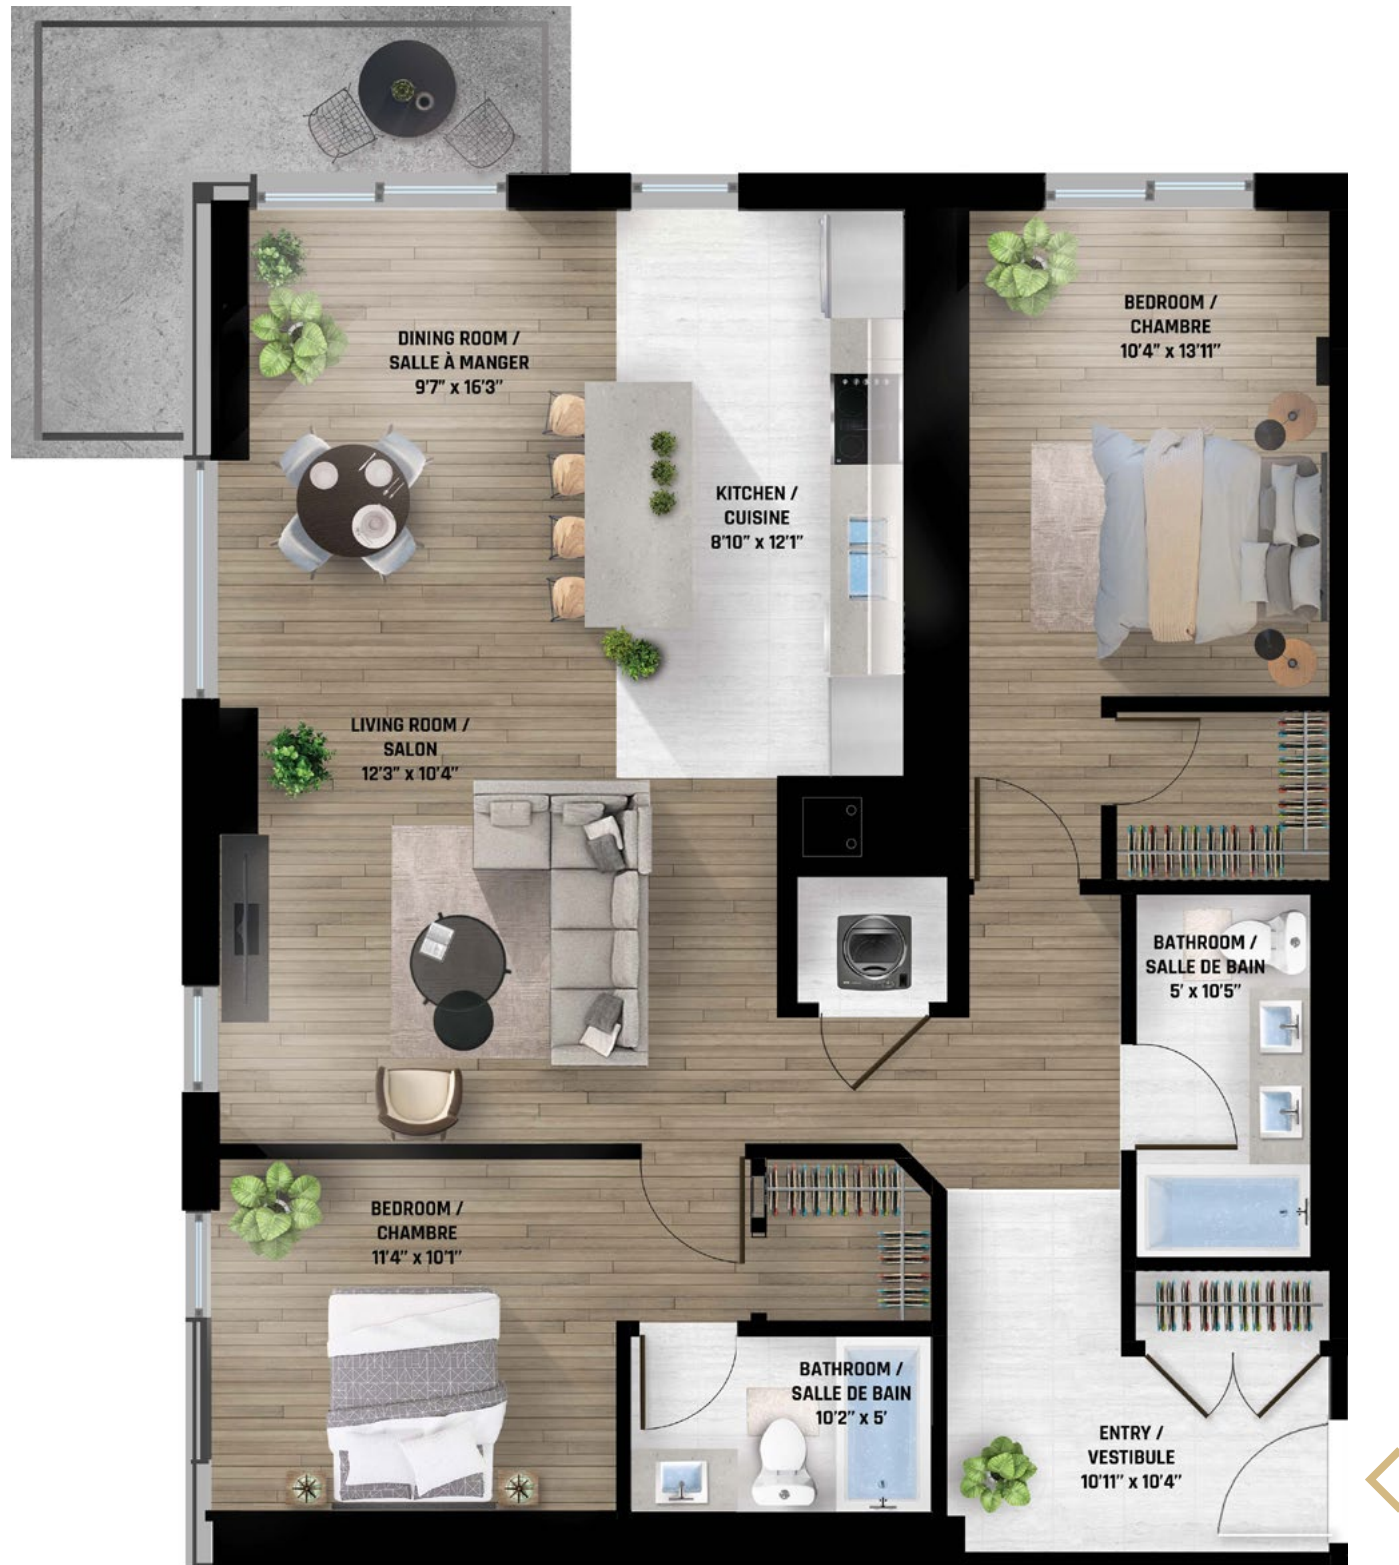 DINING ROOM /
SALLE À MANGER
9'7" x 16'3"
BEDROOM /
CHAMBRE
10'4" x 13'11"
KITCHEN /
CUISINE
8'10" x 12'1"
LIVING ROOM /
SALON
12'3" x 10'4"
BATHROOM /
SALLE DE BAIN
5' x 10'5"
BEDROOM /
CHAMBRE
11'4" x 10'1"
BATHROOM /
SALLE DE BAIN
10'2" x 5'
ENTRY /
VESTIBULE
10'11" x 10'4"